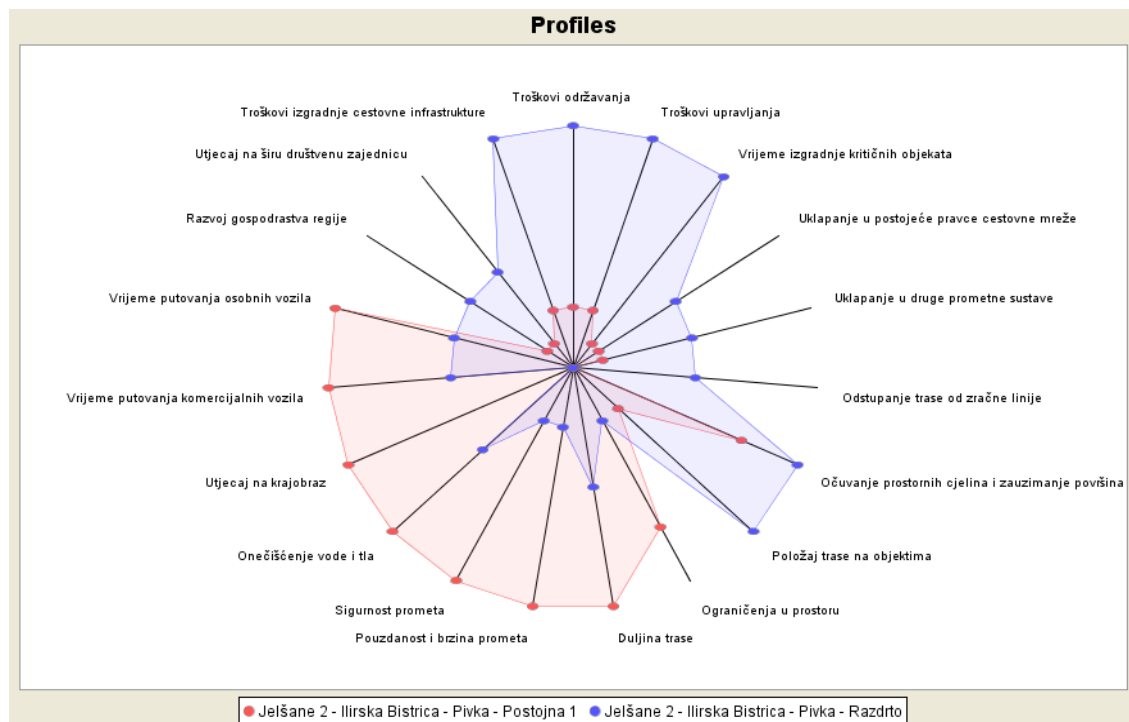 Profiles
Troškovi održavanja
Troškovi izgradnje cestovne infrastrukture
Troškovi upravljanja
Utjecaj na širu društvenu zajednicu
Vrijeme izgradnje kritičnih objekata
Razvoj gospodrastva regije
Uklapanje u postojeće pravce cestovne mreže
Vrijeme putovanja osobnih vozila
Uklapanje u druge prometne sustave
Vrijeme putovanja komercijalnih vozila
Odstupanje trase od zračne linije
Utjecaj na krajobraz
Očuvanje prostornih cjelina i zauzimanje površina
Onečišćenje vode i tla
Položaj trase na objektima
Sigurnost prometa
Ograničenja u prostoru
Pouzdanost i brzina prometa
Duljina trase
Jelšane 2 - Ilirska Bistrica - Pivka - Postojna 1
Jelšane 2 - Ilirska Bistrica - Pivka - Razdrto